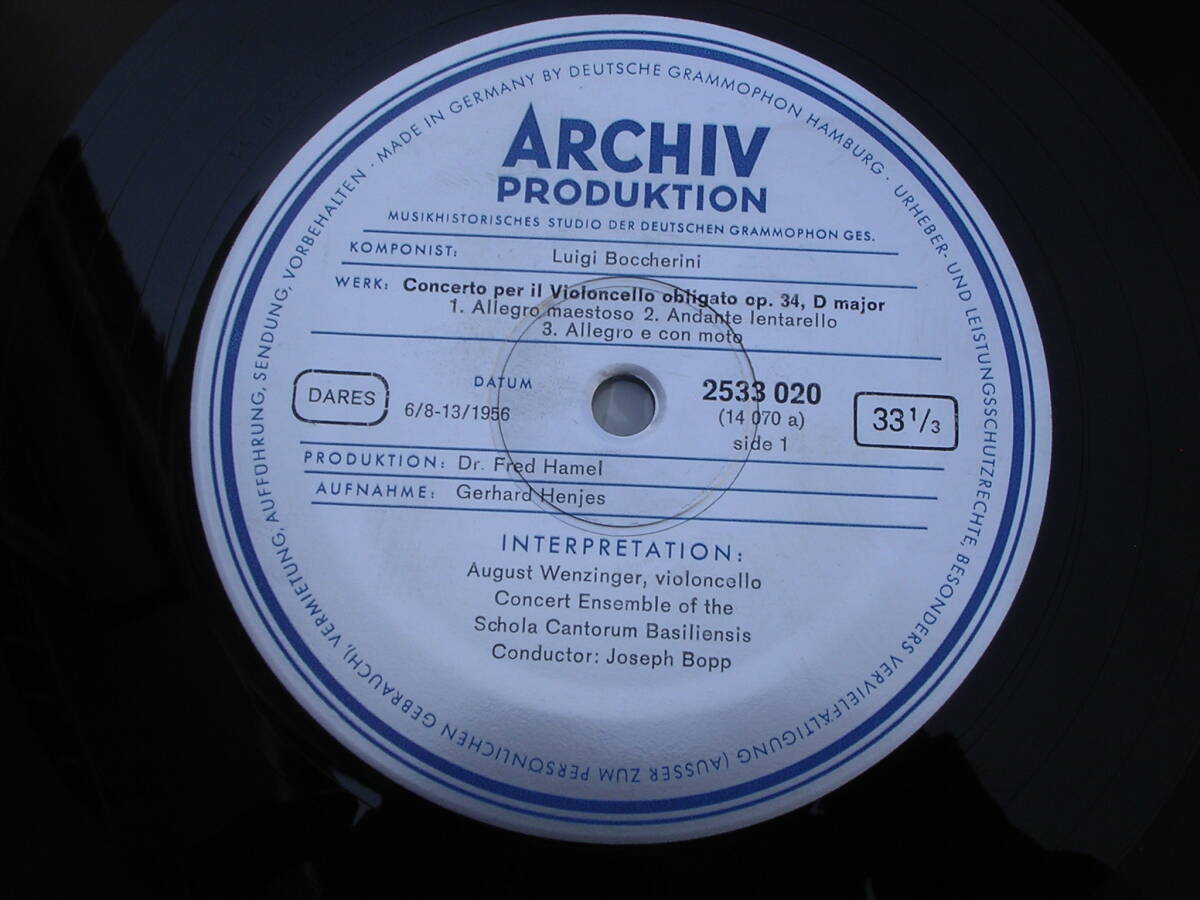 MADE IN GERMANY BY DEUTSCHE GRAMMOPHON HAMBURG · URHEBER- UND LEISTUNGSSCHUTZRECHTE, BESONDERS VERVIELFÄLTIGUNG (AUSSER ZUM PERSÖNLICHEN GEBRAUCH), VERMIETUNG, AUFFÜHRUNG, SENDUNG, VORBEHALTEN ·
ARCHIV
PRODUKTION
MUSIKHISTORISCHES STUDIO DER DEUTSCHEN GRAMMOPHON GES.
KOMPONIST: Luigi Boccherini
WERK: Concerto per il Violoncello obligato op. 34, D major
1. Allegro maestoso 2. Andante lentarello
3. Allegro e con moto
DARES
DATUM
6/8-13/1956
2533 020
(14 070 a)
side 1
33 1/3
PRODUKTION: Dr. Fred Hamel
AUFNAHME: Gerhard Henjes
INTERPRETATION:
August Wenzinger, violoncello
Concert Ensemble of the
Schola Cantorum Basiliensis
Conductor: Joseph Bopp